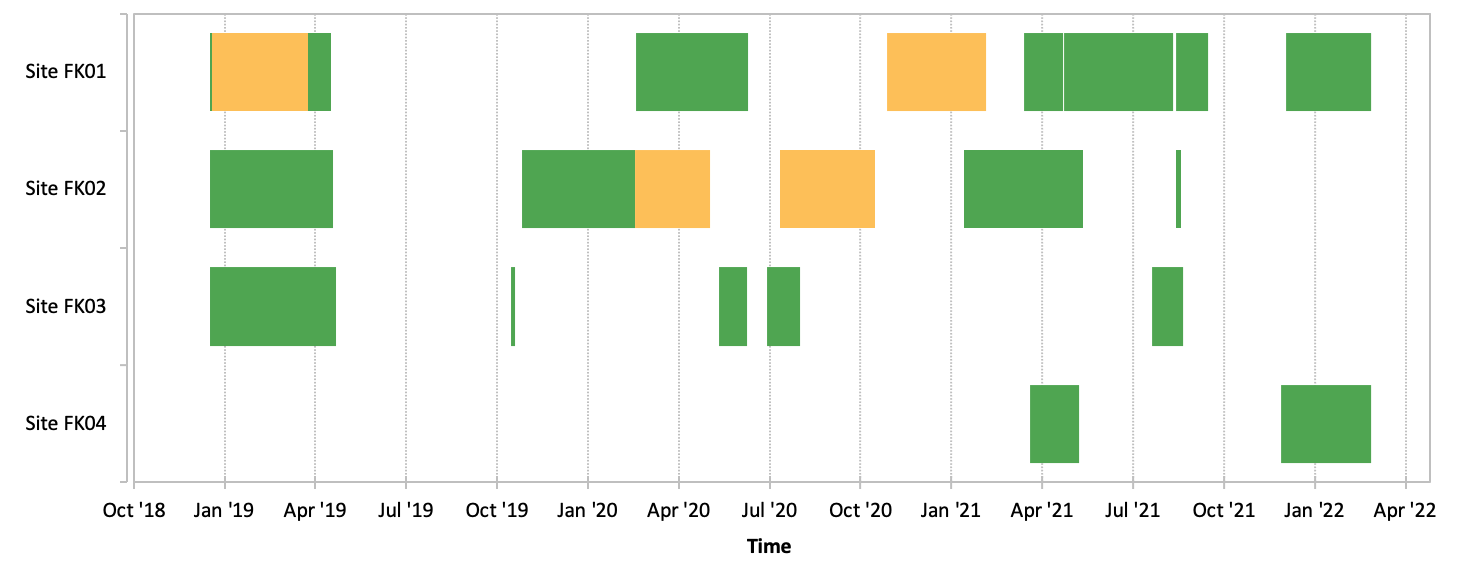 Site FK01
Site FK02
Site FK03
Site FK04
Oct '18 Jan '19 Apr '19 Jul '19 Oct '19 Jan '20 Apr '20 Jul '20 Oct '20 Jan '21 Apr '21 Jul '21 Oct '21 Jan '22 Apr '22
Time